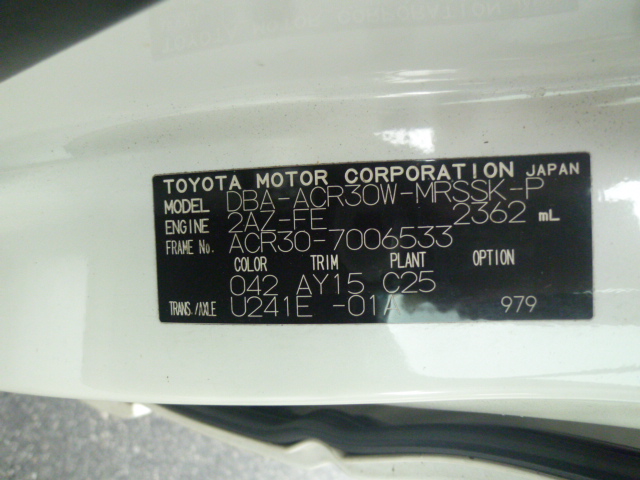 TOYOTA MOTOR CORPORATION JAPAN
MODEL DBA-ACR30W-MRSSK-P
ENGINE 2AZ-FE 2362 mL
FRAME No. ACR30-7006533
COLOR TRIM PLANT OPTION
042 AY15 C25
TRANS./AXLE U241E -01A 979